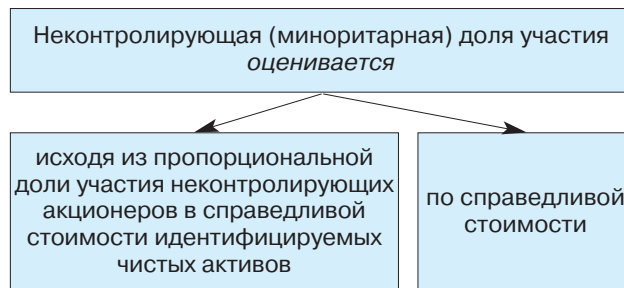 Неконтролирующая (миноритарная) доля участия
оценивается
исходя из пропорциональной
доли участия неконтролирующих
акционеров в справедливой
стоимости идентифицируемых
чистых активов
по справедливой
стоимости